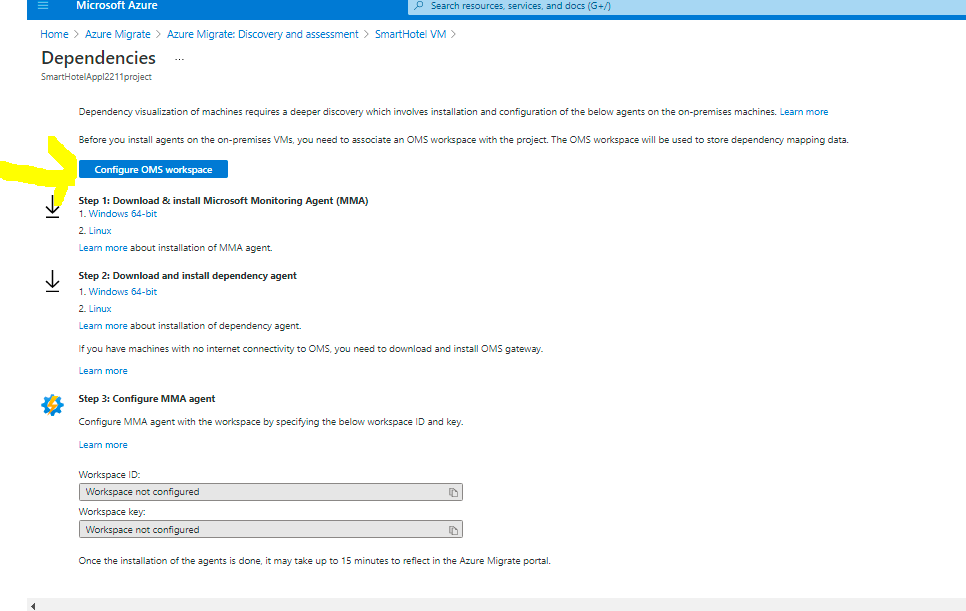 Microsoft Azure
Search resources, services, and docs (G+/)
Home > Azure Migrate > Azure Migrate: Discovery and assessment > SmartHotel VM >
Dependencies ...
SmartHotelAppl2211project
Dependency visualization of machines requires a deeper discovery which involves installation and configuration of the below agents on the on-premises machines. Learn more
Before you install agents on the on-premises VMs, you need to associate an OMS workspace with the project. The OMS workspace will be used to store dependency mapping data.
Configure OMS workspace
Step 1: Download & install Microsoft Monitoring Agent (MMA)
1. Windows 64-bit
2. Linux
Learn more about installation of MMA agent.
Step 2: Download and install dependency agent
1. Windows 64-bit
2. Linux
Learn more about installation of dependency agent.
If you have machines with no internet connectivity to OMS, you need to download and install OMS gateway.
Learn more
Step 3: Configure MMA agent
Configure MMA agent with the workspace by specifying the below workspace ID and key.
Learn more
Workspace ID:
Workspace not configured
Workspace key:
Workspace not configured
Once the installation of the agents is done, it may take up to 15 minutes to reflect in the Azure Migrate portal.